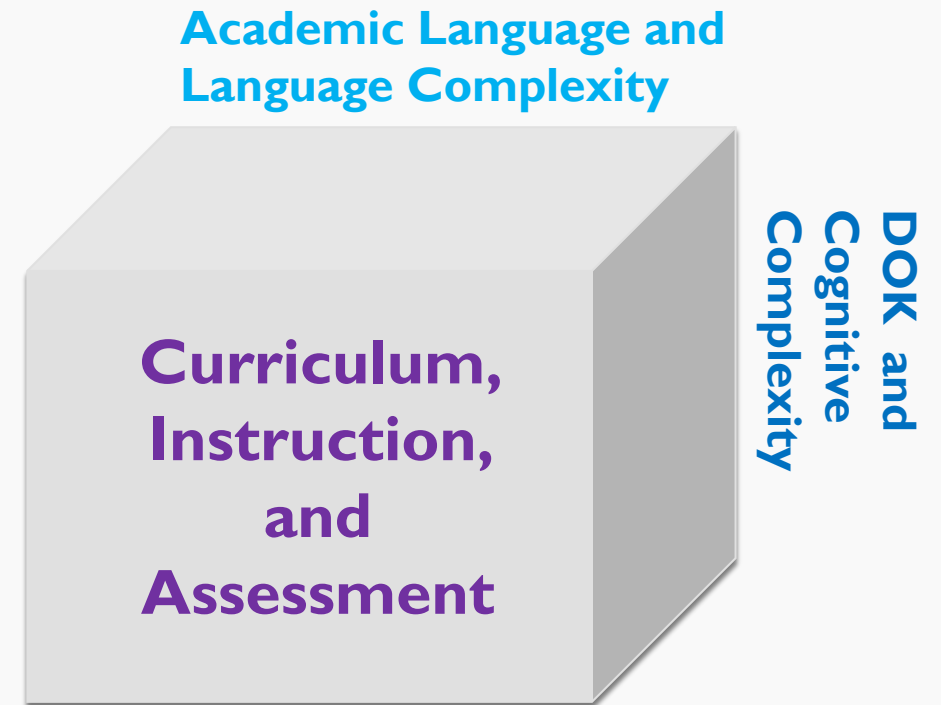 Academic Language and
Language Complexity
Curriculum,
Instruction,
and
Assessment
DOK and
Cognitive
Complexity